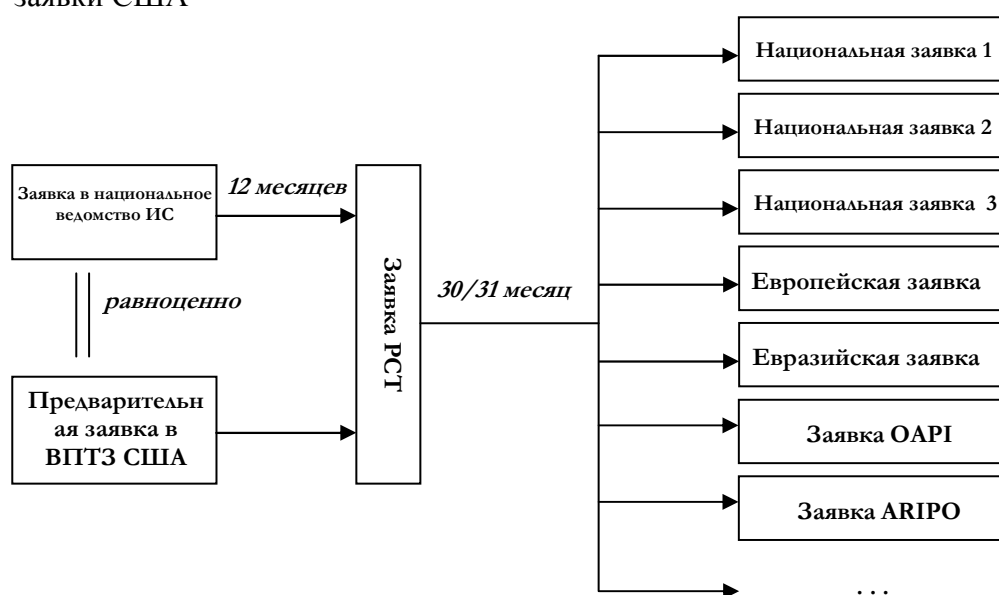 заявки США
Заявка в национальное
ведомство ИС
12 месяцев
равноценно
Предварительн
ая заявка в
ВПТЗ США
Заявка PCT
30/31 месяц
Национальная заявка 1
Национальная заявка 2
Национальная заявка 3
Европейская заявка
Евразийская заявка
Заявка OAPI
Заявка ARIPO
...